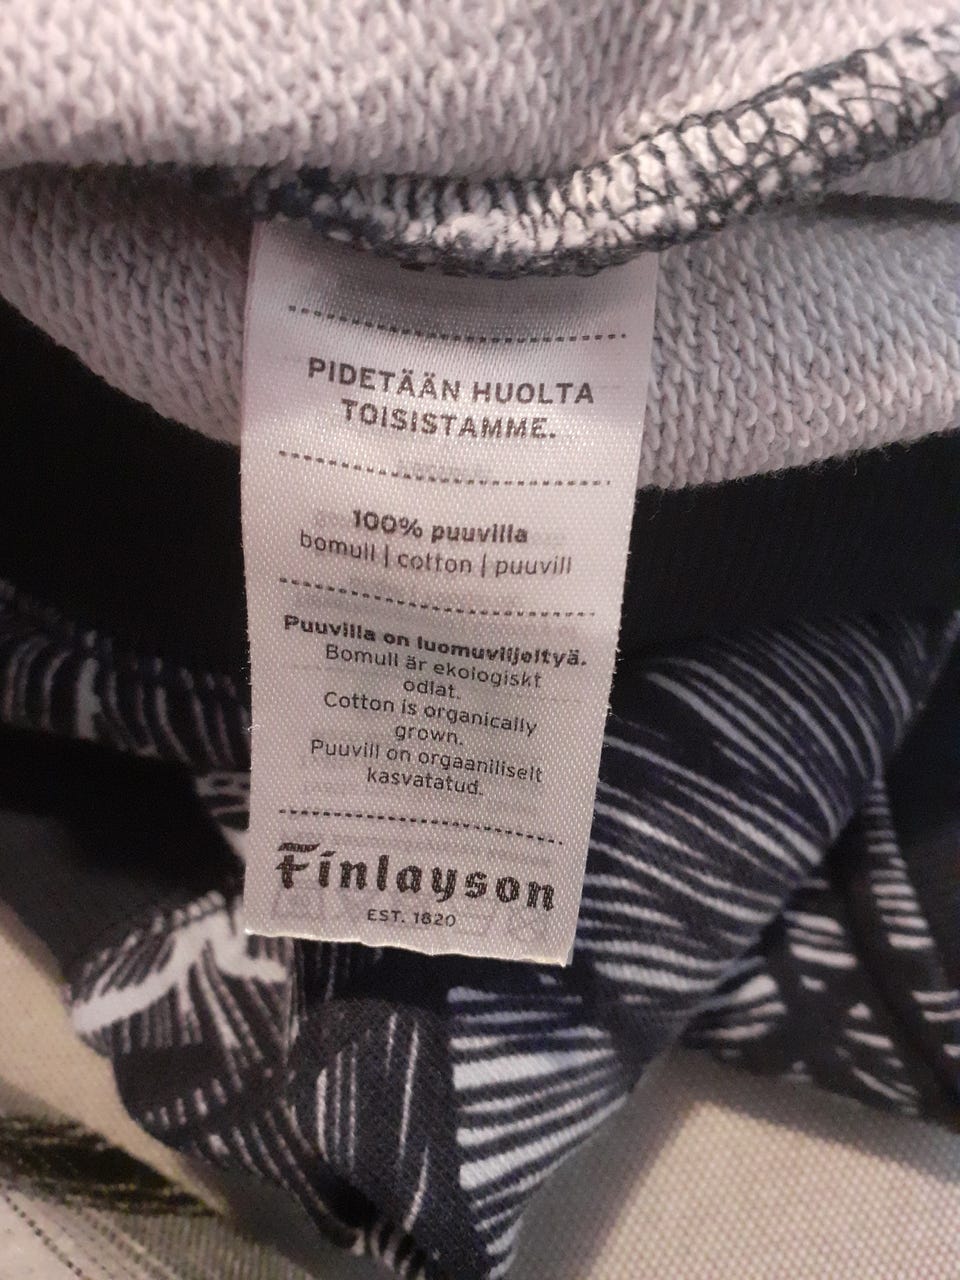 PIDETÄÄN HUOLTA
TOISISTAMME.
100% puuvilla
bomull | cotton | puuvill
Puuvilla on luomuviljeltyä.
Bomull är ekologiskt
odlat.
Cotton is organically
grown.
Puuvill on orgaaniliselt
kasvatatud.
Finlayson
EST. 1820